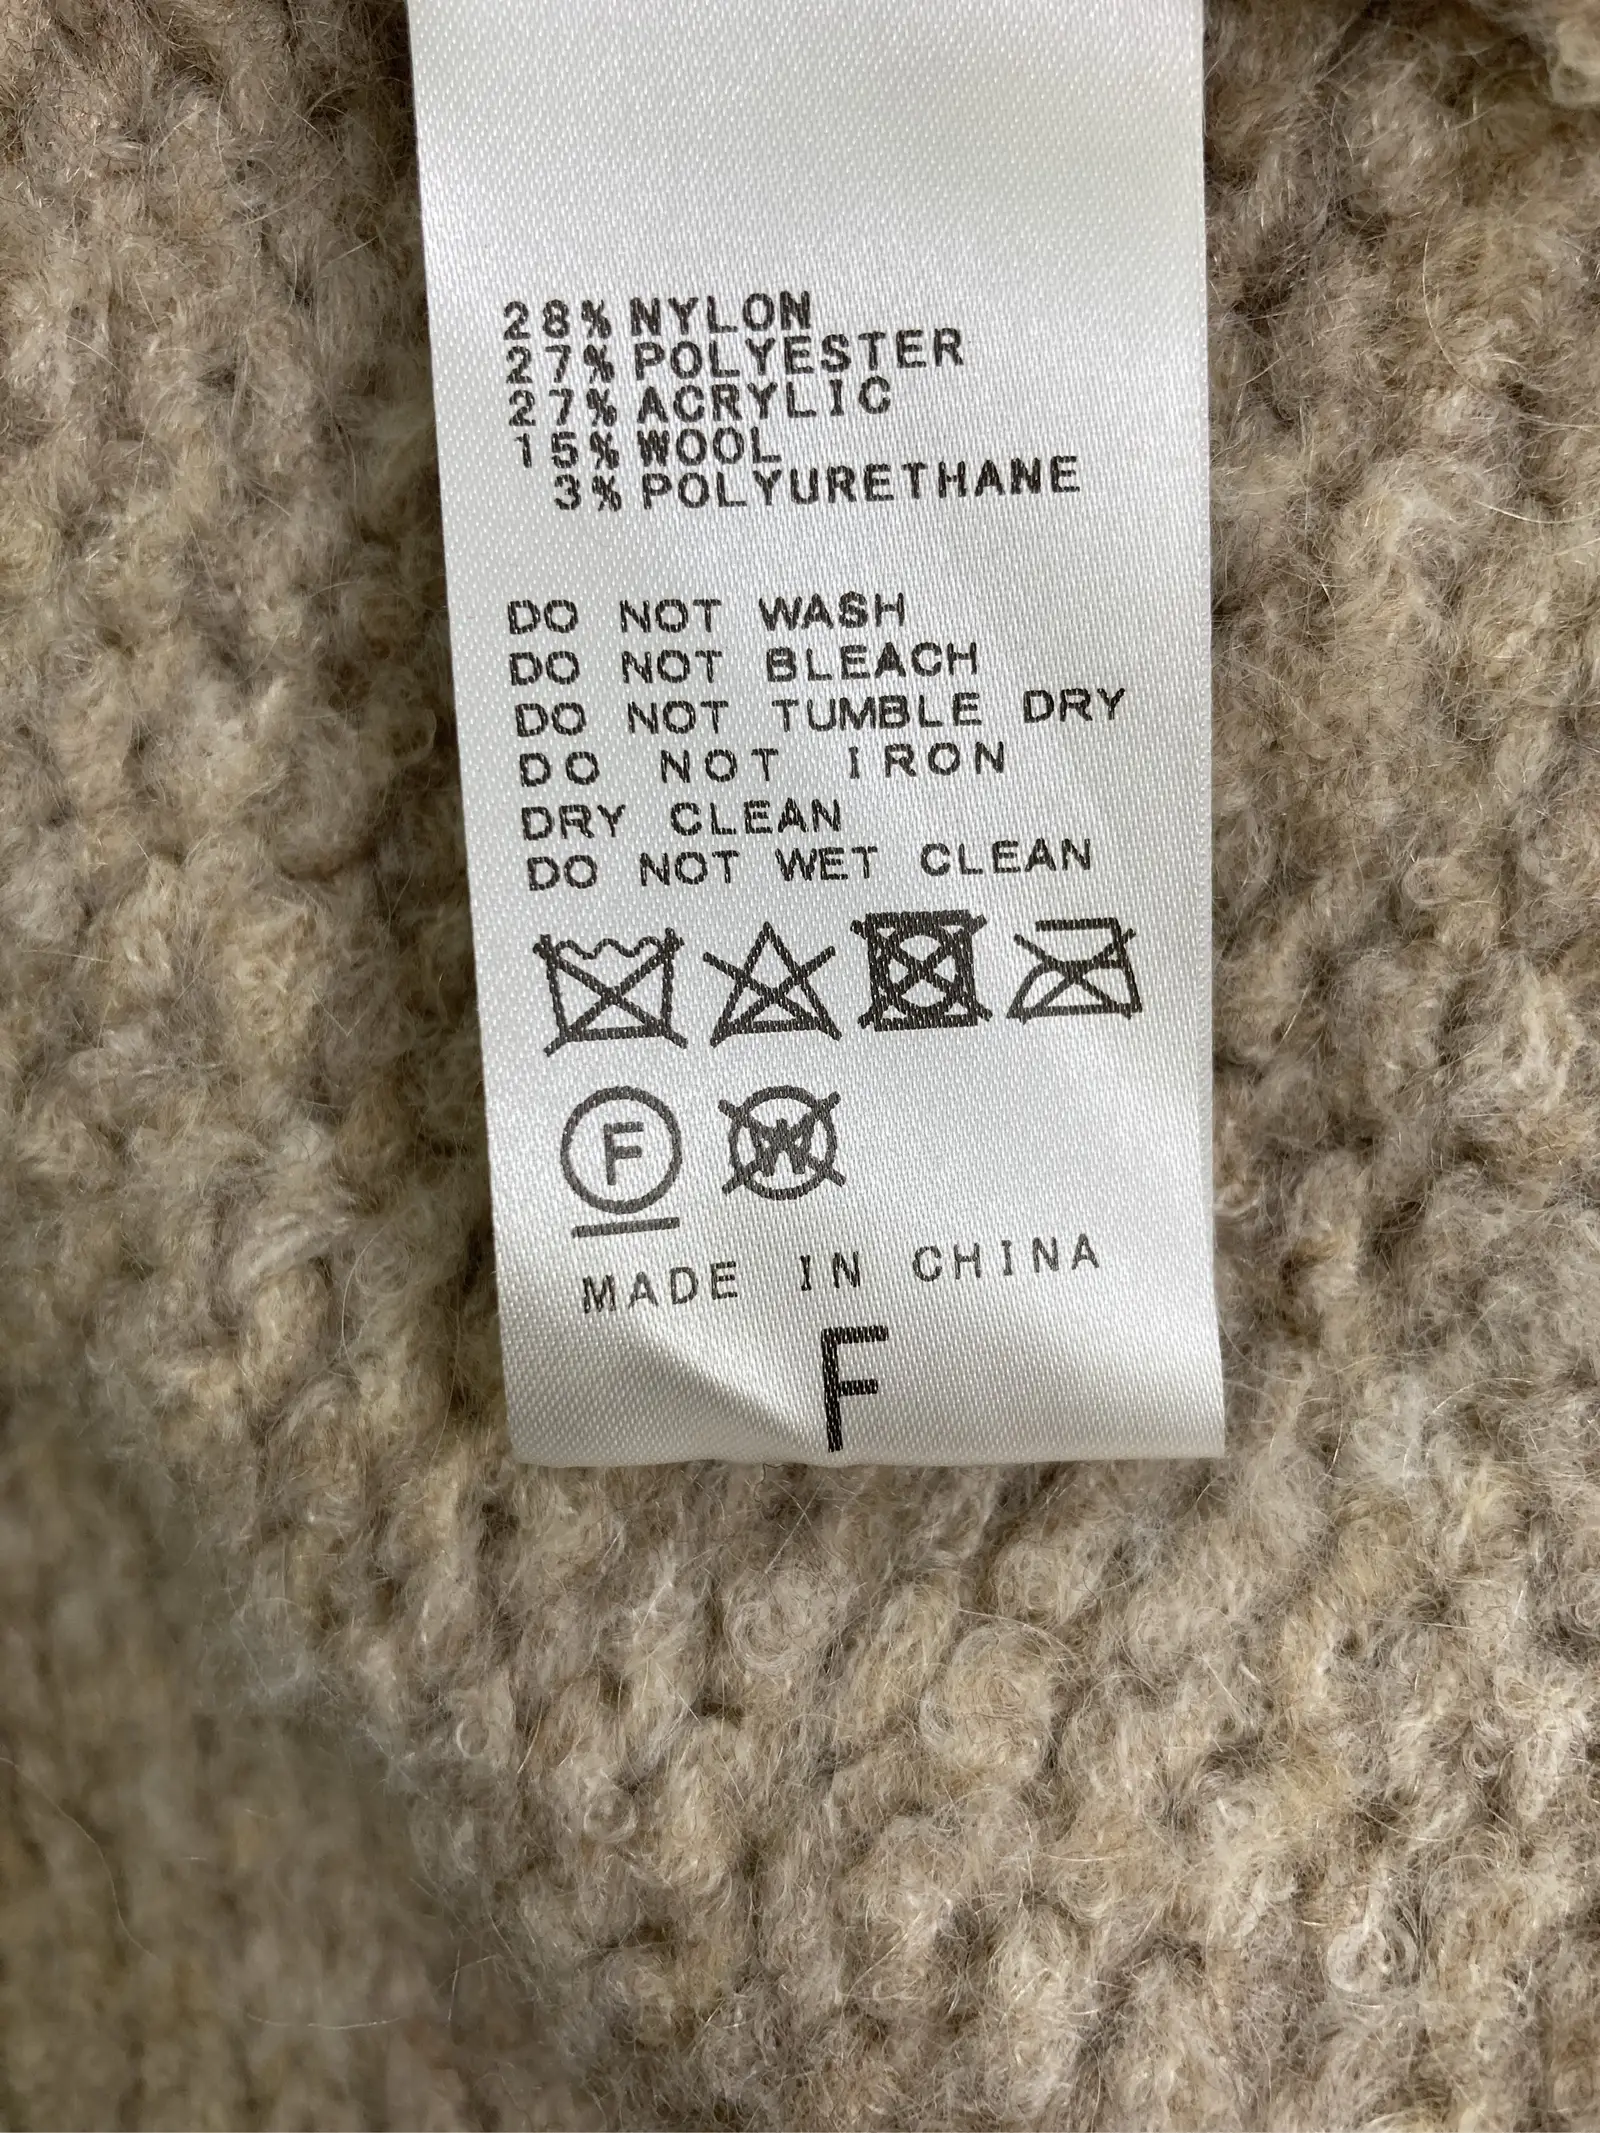 28% NYLON
27% POLYESTER
27% ACRYLIC
15% WOOL
3% POLYURETHANE
DO NOT WASH
DO NOT BLEACH
DO NOT TUMBLE DRY
DO NOT IRON
DRY CLEAN
DO NOT WET CLEAN
F W
MADE IN CHINA
F